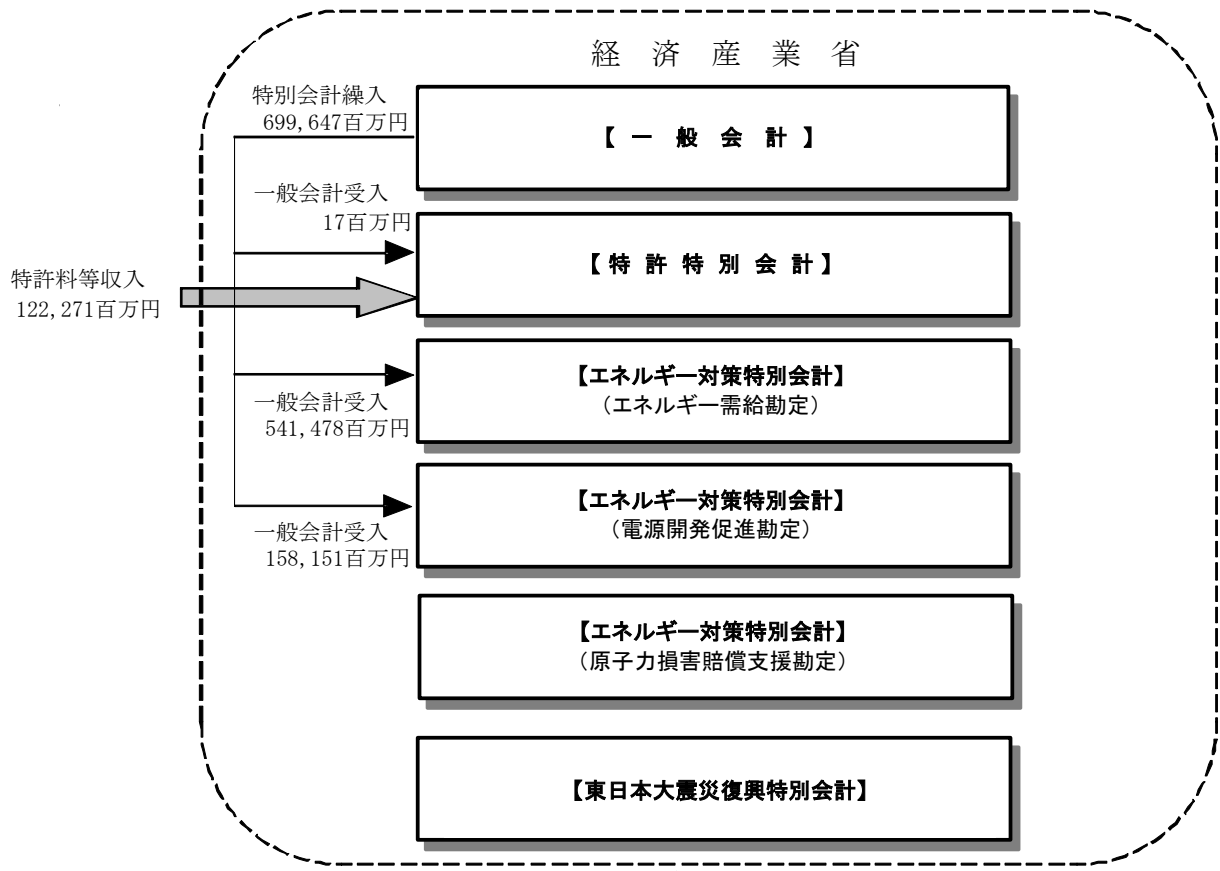 経済産業省
特別会計繰入
699,647百万円
【一般会計】
一般会計受入
17百万円
【特許特別会計】
特許料等収入
122,271百万円
【エネルギー対策特別会計】
（エネルギー需給勘定）
一般会計受入
541,478百万円
【エネルギー対策特別会計】
（電源開発促進勘定）
一般会計受入
158,151百万円
【エネルギー対策特別会計】
（原子力損害賠償支援勘定）
【東日本大震災復興特別会計】